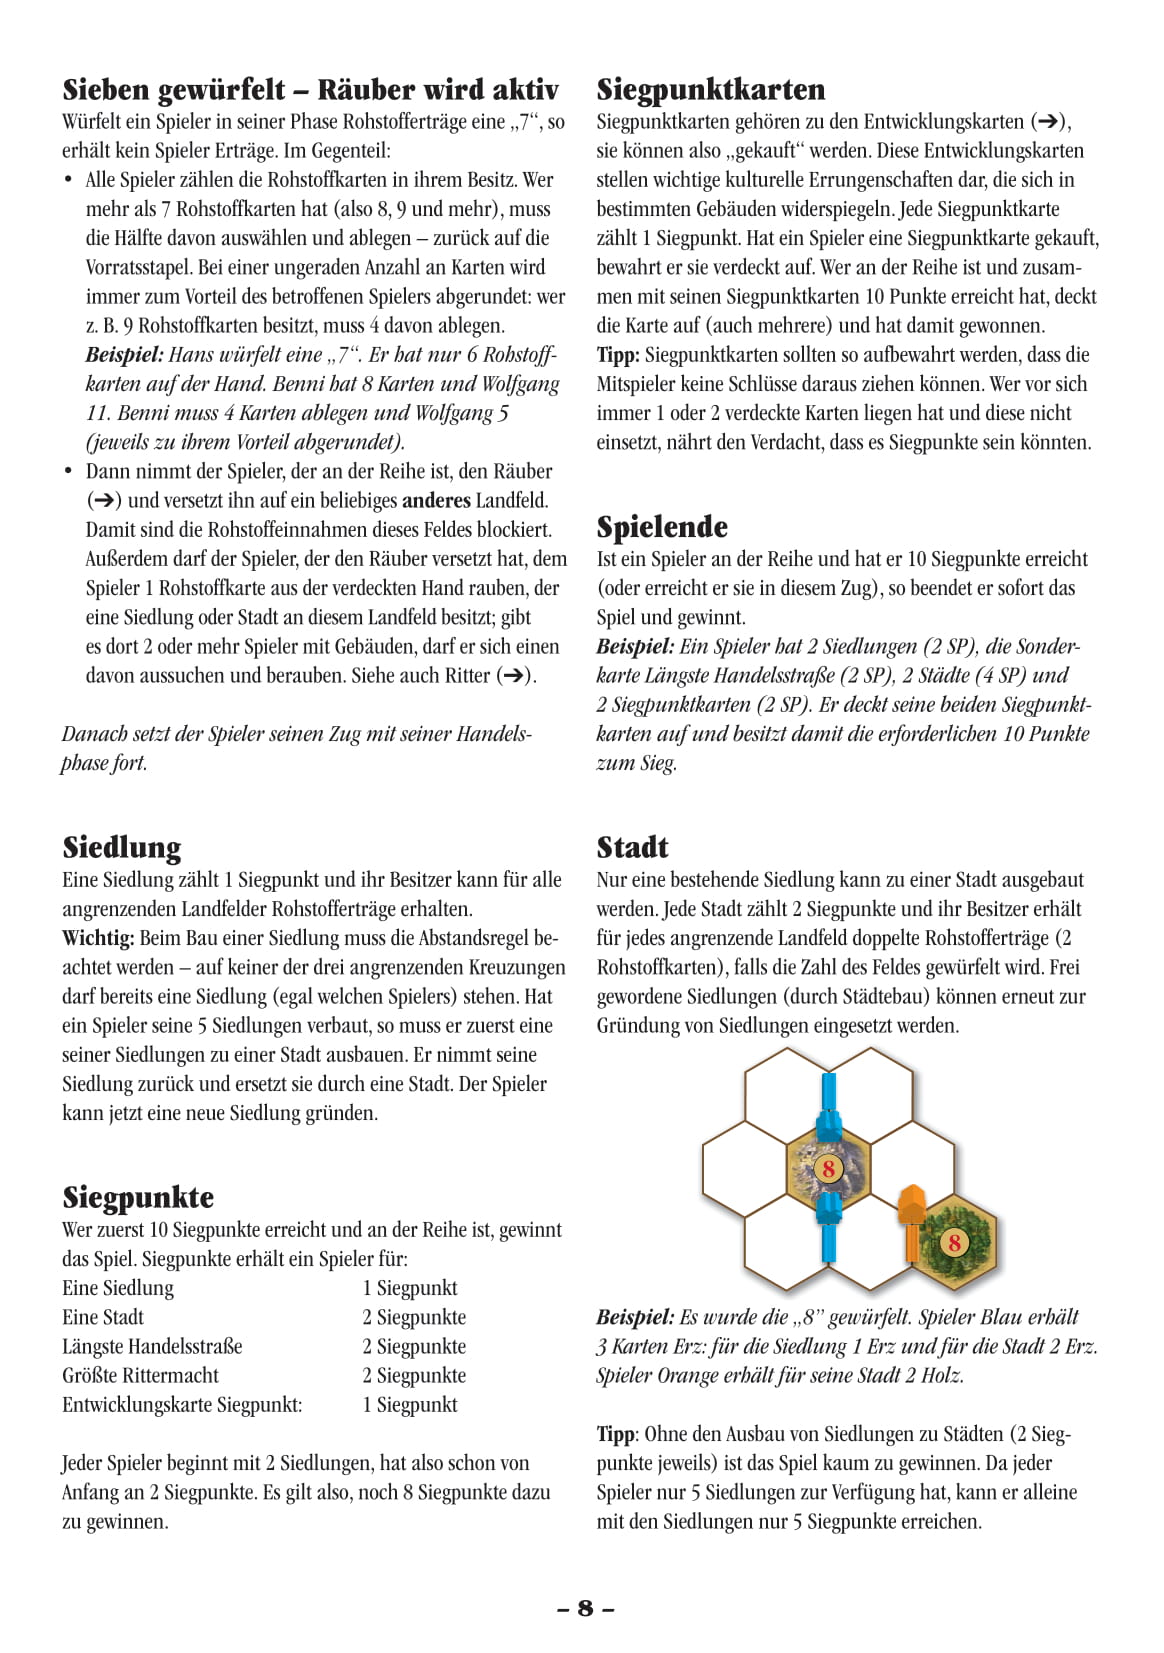 Sieben gewürfelt – Räuber wird aktiv
Würfelt ein Spieler in seiner Phase Rohstofferträge eine „7“, so
erhält kein Spieler Erträge. Im Gegenteil:
• Alle Spieler zählen die Rohstoffkarten in ihrem Besitz. Wer
mehr als 7 Rohstoffkarten hat (also 8, 9 und mehr), muss
die Hälfte davon auswählen und ablegen – zurück auf die
Vorratsstapel. Bei einer ungeraden Anzahl an Karten wird
immer zum Vorteil des betroffenen Spielers abgerundet: wer
z. B. 9 Rohstoffkarten besitzt, muss 4 davon ablegen.
Beispiel: Hans würfelt eine „7“. Er hat nur 6 Rohstoff-
karten auf der Hand. Benni hat 8 Karten und Wolfgang
11. Benni muss 4 Karten ablegen und Wolfgang 5
(jeweils zu ihrem Vorteil abgerundet).
• Dann nimmt der Spieler, der an der Reihe ist, den Räuber
(➔) und versetzt ihn auf ein beliebiges anderes Landfeld.
Damit sind die Rohstoffeinnahmen dieses Feldes blockiert.
Außerdem darf der Spieler, der den Räuber versetzt hat, dem
Spieler 1 Rohstoffkarte aus der verdeckten Hand rauben, der
eine Siedlung oder Stadt an diesem Landfeld besitzt; gibt
es dort 2 oder mehr Spieler mit Gebäuden, darf er sich einen
davon aussuchen und berauben. Siehe auch Ritter (➔).
Danach setzt der Spieler seinen Zug mit seiner Handels-
phase fort.
Siedlung
Eine Siedlung zählt 1 Siegpunkt und ihr Besitzer kann für alle
angrenzenden Landfelder Rohstofferträge erhalten.
Wichtig: Beim Bau einer Siedlung muss die Abstandsregel be-
achtet werden – auf keiner der drei angrenzenden Kreuzungen
darf bereits eine Siedlung (egal welchen Spielers) stehen. Hat
ein Spieler seine 5 Siedlungen verbaut, so muss er zuerst eine
seiner Siedlungen zu einer Stadt ausbauen. Er nimmt seine
Siedlung zurück und ersetzt sie durch eine Stadt. Der Spieler
kann jetzt eine neue Siedlung gründen.
Siegpunkte
Wer zuerst 10 Siegpunkte erreicht und an der Reihe ist, gewinnt
das Spiel. Siegpunkte erhält ein Spieler für:
Eine Siedlung 1 Siegpunkt
Eine Stadt 2 Siegpunkte
Längste Handelsstraße 2 Siegpunkte
Größte Rittermacht 2 Siegpunkte
Entwicklungskarte Siegpunkt: 1 Siegpunkt
Jeder Spieler beginnt mit 2 Siedlungen, hat also schon von
Anfang an 2 Siegpunkte. Es gilt also, noch 8 Siegpunkte dazu
zu gewinnen.
Siegpunktkarten
Siegpunktkarten gehören zu den Entwicklungskarten (➔),
sie können also „gekauft“ werden. Diese Entwicklungskarten
stellen wichtige kulturelle Errungenschaften dar, die sich in
bestimmten Gebäuden widerspiegeln. Jede Siegpunktkarte
zählt 1 Siegpunkt. Hat ein Spieler eine Siegpunktkarte gekauft,
bewahrt er sie verdeckt auf. Wer an der Reihe ist und zusam-
men mit seinen Siegpunktkarten 10 Punkte erreicht hat, deckt
die Karte auf (auch mehrere) und hat damit gewonnen.
Tipp: Siegpunktkarten sollten so aufbewahrt werden, dass die
Mitspieler keine Schlüsse daraus ziehen können. Wer vor sich
immer 1 oder 2 verdeckte Karten liegen hat und diese nicht
einsetzt, nährt den Verdacht, dass es Siegpunkte sein könnten.
Spielende
Ist ein Spieler an der Reihe und hat er 10 Siegpunkte erreicht
(oder erreicht er sie in diesem Zug), so beendet er sofort das
Spiel und gewinnt.
Beispiel: Ein Spieler hat 2 Siedlungen (2 SP), die Sonder-
karte Längste Handelsstraße (2 SP), 2 Städte (4 SP) und
2 Siegpunktkarten (2 SP). Er deckt seine beiden Siegpunkt-
karten auf und besitzt damit die erforderlichen 10 Punkte
zum Sieg.
Stadt
Nur eine bestehende Siedlung kann zu einer Stadt ausgebaut
werden. Jede Stadt zählt 2 Siegpunkte und ihr Besitzer erhält
für jedes angrenzende Landfeld doppelte Rohstofferträge (2
Rohstoffkarten), falls die Zahl des Feldes gewürfelt wird. Frei
gewordene Siedlungen (durch Städtebau) können erneut zur
Gründung von Siedlungen eingesetzt werden.
8
8
Beispiel: Es wurde die „8” gewürfelt. Spieler Blau erhält
3 Karten Erz: für die Siedlung 1 Erz und für die Stadt 2 Erz.
Spieler Orange erhält für seine Stadt 2 Holz.
Tipp: Ohne den Ausbau von Siedlungen zu Städten (2 Sieg-
punkte jeweils) ist das Spiel kaum zu gewinnen. Da jeder
Spieler nur 5 Siedlungen zur Verfügung hat, kann er alleine
mit den Siedlungen nur 5 Siegpunkte erreichen.
– 8 –